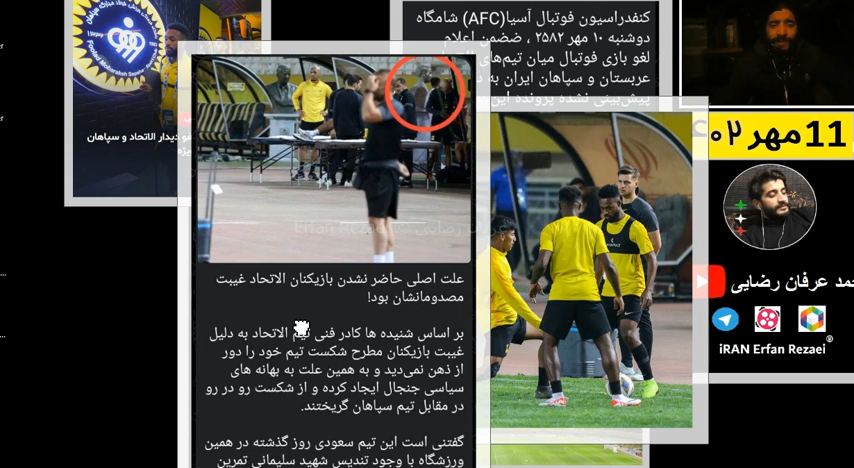 کنفدراسیون فوتبال آسیا(AFC) شامگاه
دوشنبه ۱۰ مهر ۲۵۸۲ ، ضمن اعلام
لغو بازی فوتبال میان تیم‌های
عربستان و سپاهان ایران به
پیش‌بینی نشده پرونده این
دیدار الاتحاد و سپاهان
11مهر۰۲
علت اصلی حاضر نشدن بازیکنان الاتحاد غیبت
مصدومانشان بود!
بر اساس شنیده ها کادر فنی تیم الاتحاد به دلیل
غیبت بازیکنان مطرح شکست تیم خود را دور
از ذهن نمی‌دید و به همین علت به بهانه های
سیاسی جنجال ایجاد کرده و از شکست رو در رو
در مقابل تیم سپاهان گریختند.
گفتنی است این تیم سعودی روز گذشته در همین
ورزشگاه با وجود تندیس شهید سلیمانی تمرین
عرفان رضایی
iRAN Erfan Rezaei®
Erfan Rezaei